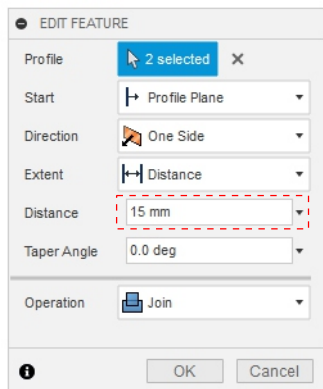 EDIT FEATURE
Profile 2 selected
Start Profile Plane
Direction One Side
Extent Distance
Distance 15 mm
Taper Angle 0.0 deg
Operation Join
OK Cancel